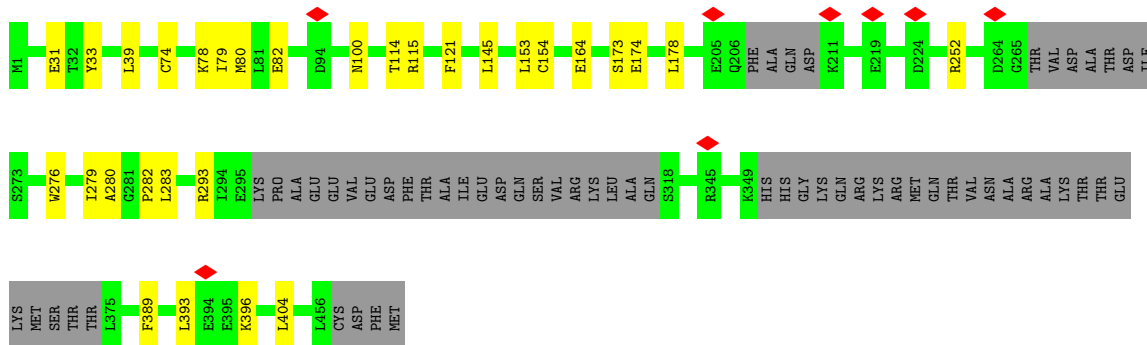 M1 E31 T32 Y33 L39 C74 K78 I79 M80 L81 E82 D94 N100 T114 R115 F121 L145 L153 C154 E164 S173 E174 L178 E205 Q206 PHE ALA GLN ASP K211 E219 D224 R252 D264 G265 THR VAL ASP ALA THR ASP ILE
S273 W276 I279 A280 G281 P282 L283 R293 I294 E295 LYS PRO ALA GLU GLU VAL GLU ASP PHE THR ALA ILE GLU ASP GLN SER VAL ARG LYS LEU ALA GLN S318 R345 K349 HIS HIS GLY LYS GLN ARG LYS ARG MET GLN THR VAL ASN ALA ARG ALA LYS THR THR GLU
LYS MET SER THR THR L375 F389 L393 E394 E395 K396 L404 L456 CYS ASP PHE MET